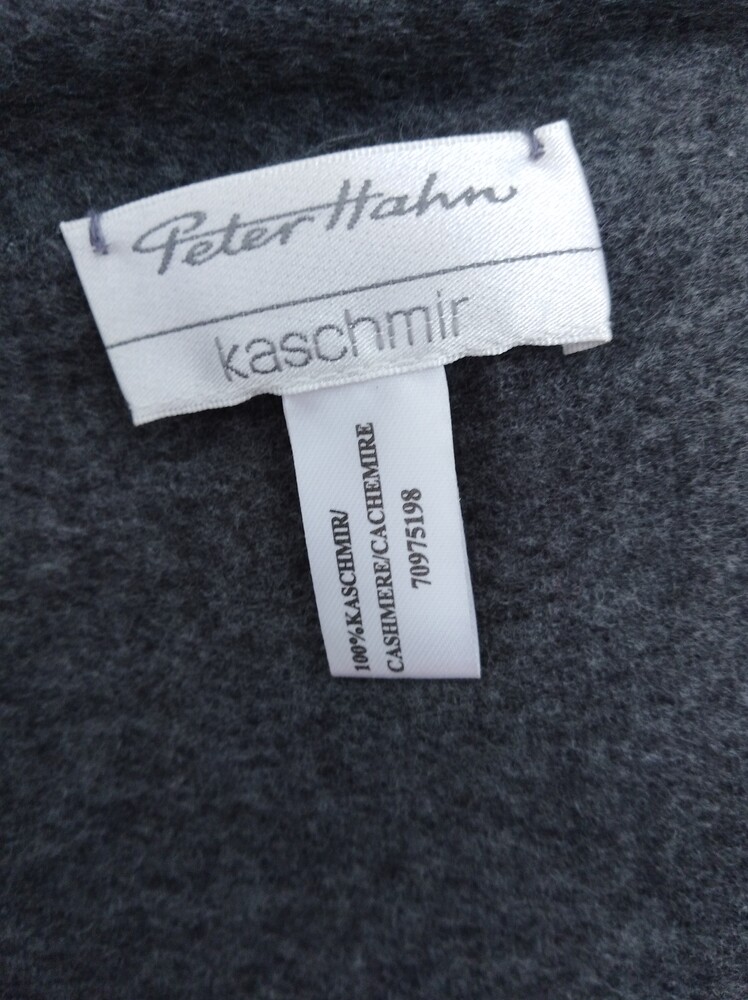 Peter Hahn
kaschmir
100%KASCHMIR/
CASHMERE/CACHEMIRE
70975198